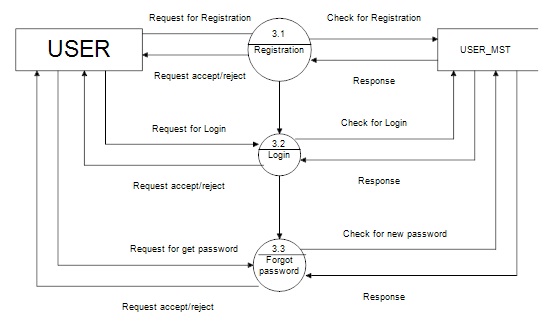 Request for Registration
Check for Registration
3.1
Registration
USER
USER_MST
Request accept/reject
Response
Request for Login
Check for Login
3.2
Login
Request accept/reject
Response
Request for get password
Check for new password
3.3
Forgot
password
Request accept/reject
Response